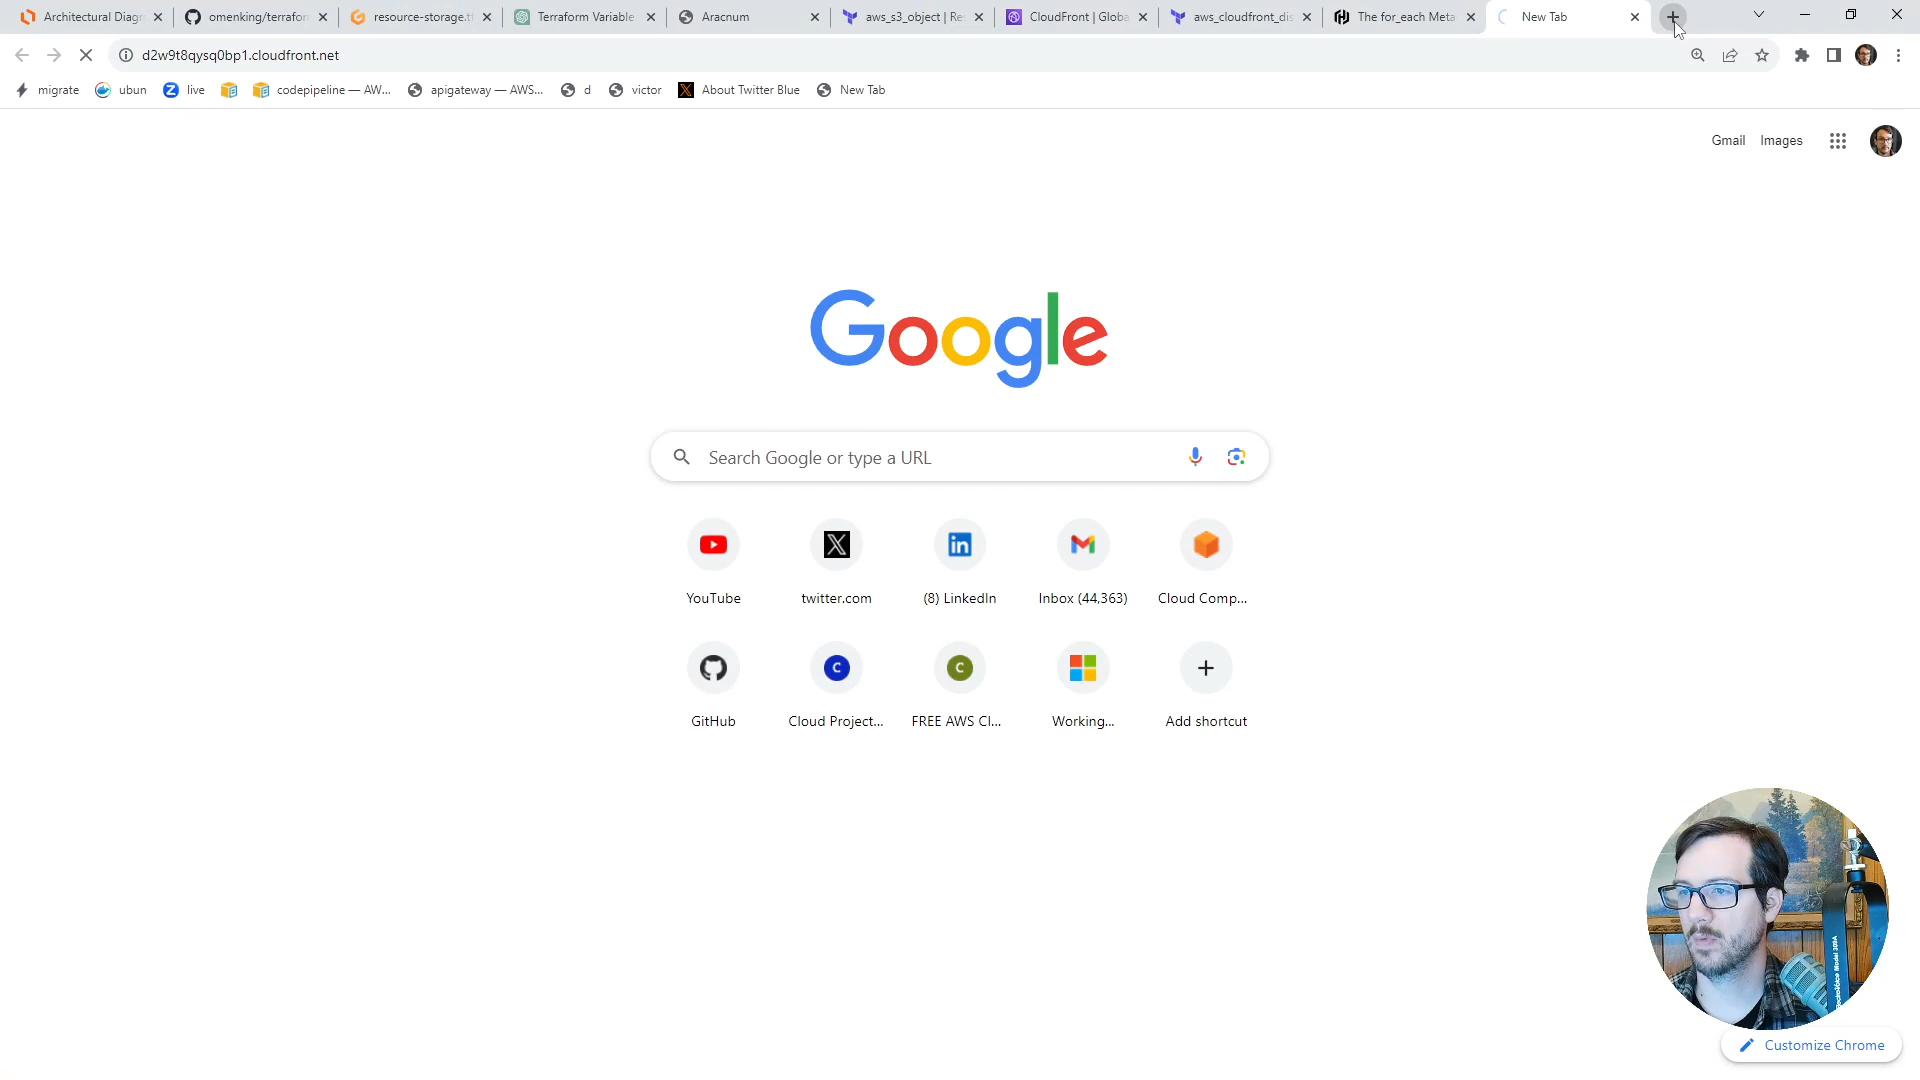 Architectural Diagr
omenking/terrafor
resource-storage.t
Terraform Variable
Aracnum
aws_s3_object | Re
CloudFront | Globa
aws_cloudfront_dis
The for_each Meta
New Tab
d2w9t8qysq0bp1.cloudfront.net
migrate
ubun
live
codepipeline — AW...
apigateway — AWS...
d
victor
About Twitter Blue
New Tab
Gmail
Images
Google
Search Google or type a URL
YouTube
twitter.com
(8) LinkedIn
Inbox (44,363)
Cloud Comp...
C
C
GitHub
Cloud Project...
FREE AWS Cl...
Working...
Add shortcut
Customize Chrome